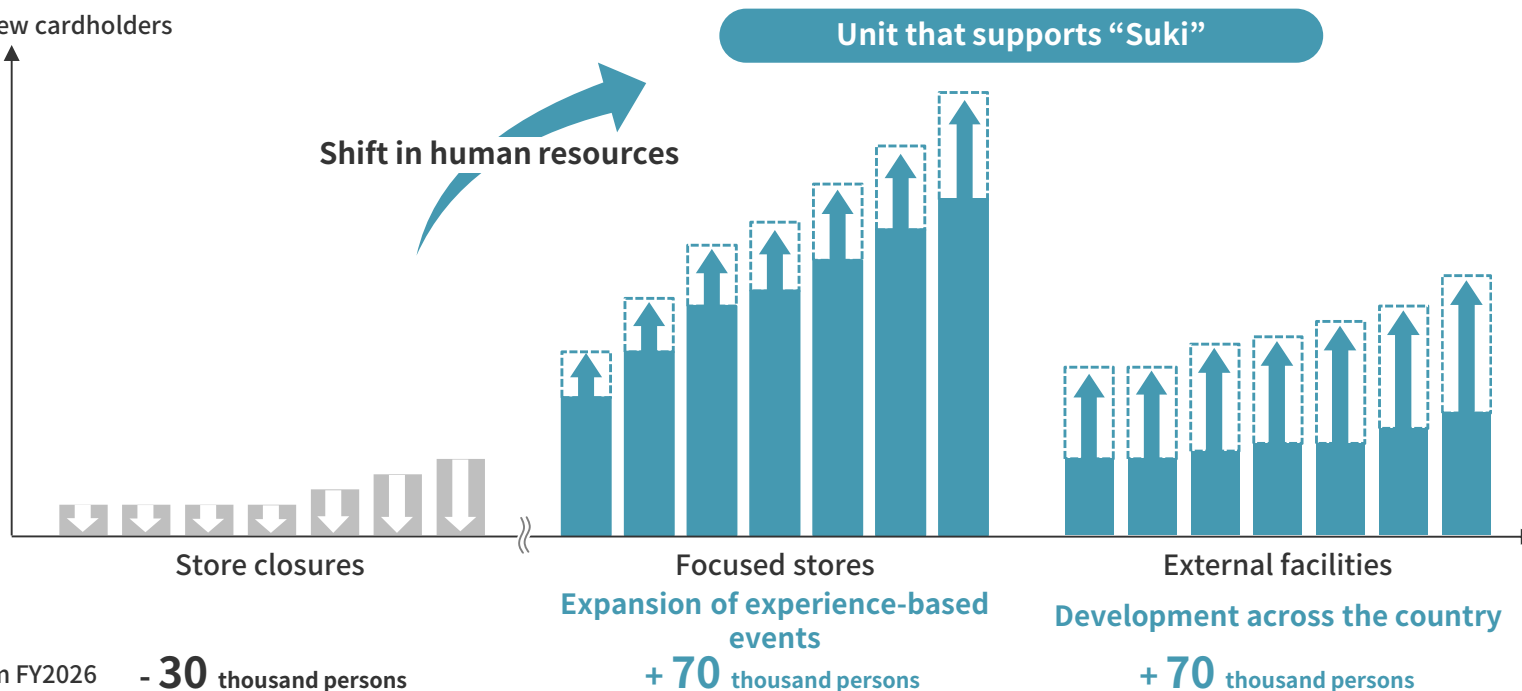 ew cardholders
Unit that supports “Suki”
Shift in human resources
Store closures
Focused stores
External facilities
Expansion of experience-based
events
Development across the country
n FY2026
- 30 thousand persons
+ 70 thousand persons
+ 70 thousand persons